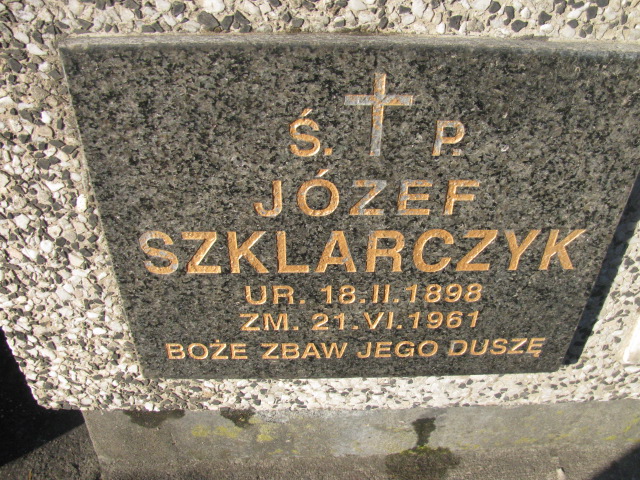 Ś. P.
JÓZEF
SZKLARCZYK
UR. 18.II.1898
ZM. 21.VI.1961
BOŻE ZBAW JEGO DUSZĘ